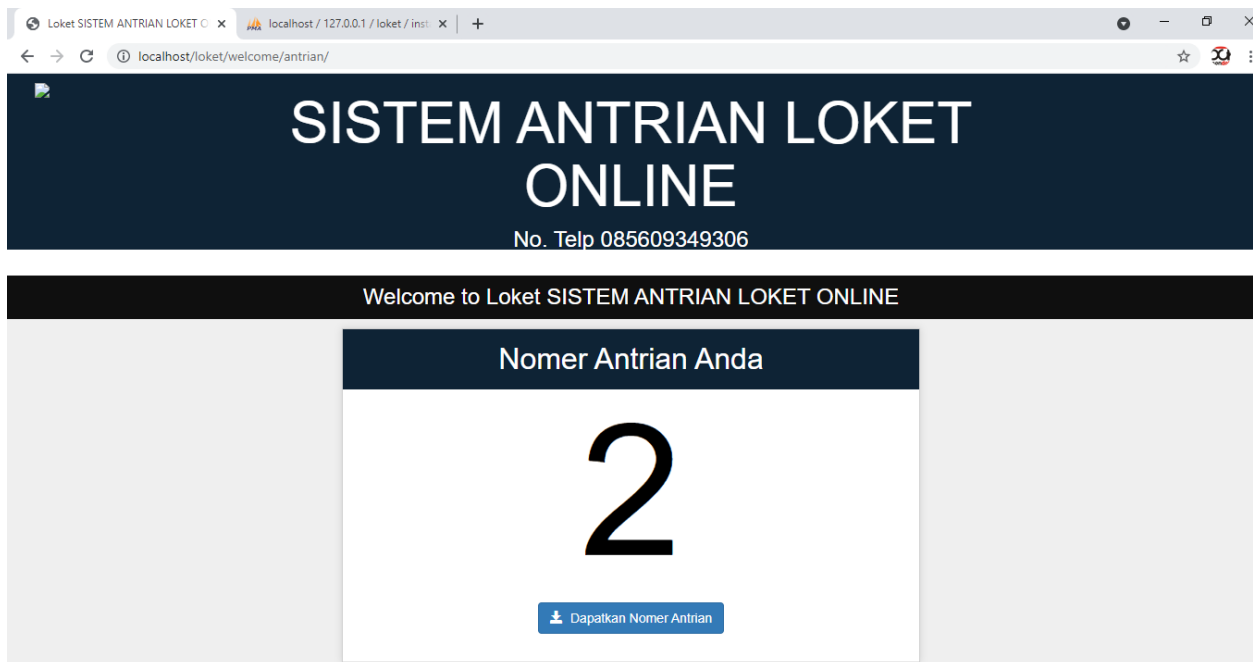 Loket SISTEM ANTRIAN LOKET
localhost / 127.0.0.1 / loket / inst
localhost/loket/welcome/antrian/
SISTEM ANTRIAN LOKET
ONLINE
No. Telp 085609349306
Welcome to Loket SISTEM ANTRIAN LOKET ONLINE
Nomer Antrian Anda
2
Dapatkan Nomer Antrian